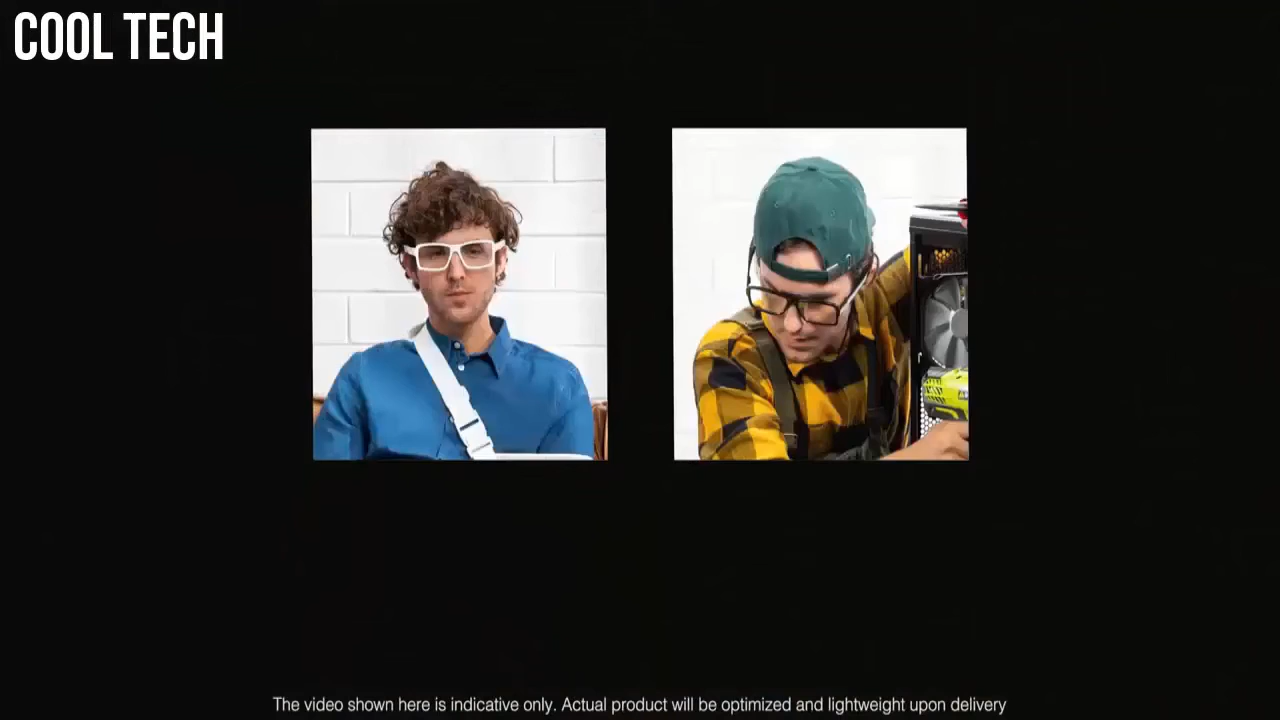 COOL TECH
The video shown here is indicative only. Actual product will be optimized and lightweight upon delivery